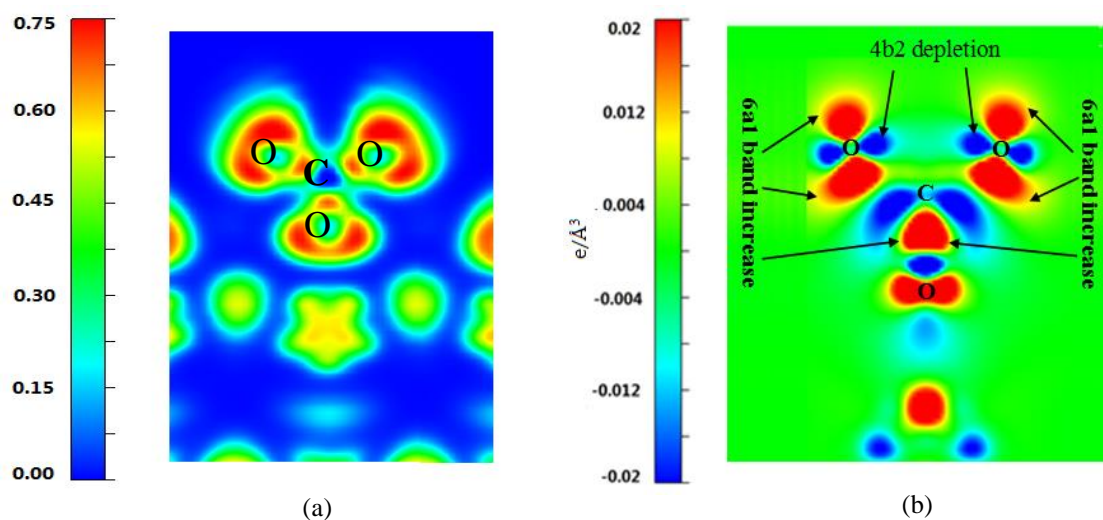 0.75
0.60
0.45
0.30
0.15
0.00
O
O
C
O
(a)
0.02
0.012
0.004
-0.004
-0.012
-0.02
e/Å³
4b2 depletion
6a1 band increase
6a1 band increase
O
O
C
O
(b)